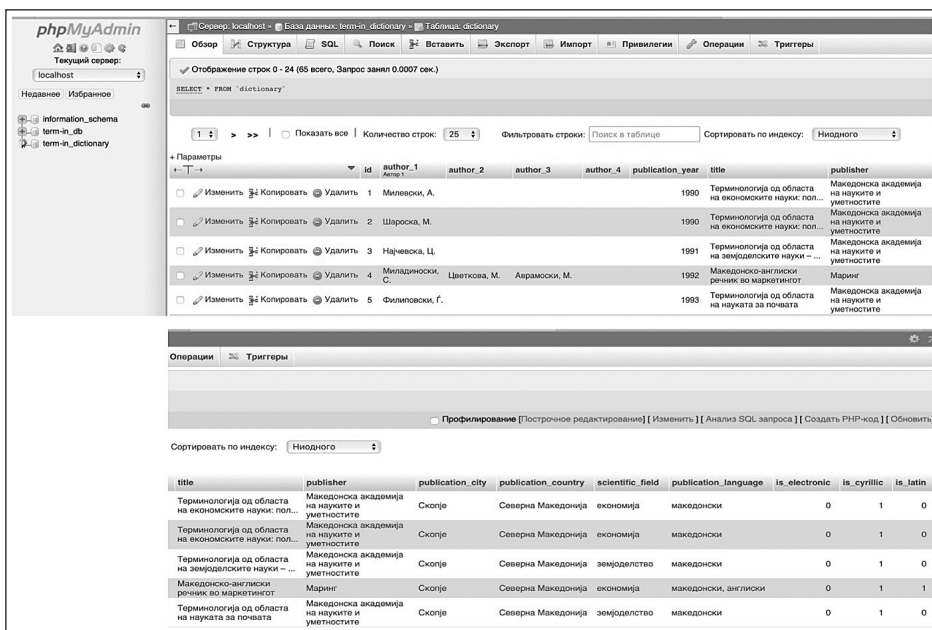 phpMyAdmin
Текущий сервер:
localhost
Недавнее Избранное
information_schema
term-in_db
term-in_dictionary
Сервер: localhost » База данных: term-in_dictionary » Таблица: dictionary
Обзор Структура SQL Поиск Вставить Экспорт Импорт Привилегии Операции Триггеры
Отображение строк 0 - 24 (65 всего, Запрос занял 0.0007 сек.)
SELECT * FROM `dictionary`
1 > >> Показать все Количество строк: 25 Фильтровать строки: Поиск в таблице Сортировать по индексу: Ниодного
+ Параметры
id author_1 author_2 author_3 author_4 publication_year title publisher
Автор 1
Изменить Копировать Удалить 1 Милевски, А. 1990 Терминологија од областа на економските науки: пол... Македонска академија на науките и уметностите
Изменить Копировать Удалить 2 Шароска, М. 1990 Терминологија од областа на економските науки: пол... Македонска академија на науките и уметностите
Изменить Копировать Удалить 3 Најчевска, Ц. 1991 Терминологија од областа на земјоделските науки – ... Македонска академија на науките и уметностите
Изменить Копировать Удалить 4 Миладиноски, С. Цветкова, М. Аврамоски, М. 1992 Македонско-англиски речник во маркетингот Маринг
Изменить Копировать Удалить 5 Филиповски, Ѓ. 1993 Терминологија од областа на науката за почвата Македонска академија на науките и уметностите
Операции Триггеры
Профилирование [Построчное редактирование] [ Изменить ] [ Анализ SQL запроса ] [ Создать PHP-код ] [ Обновить]
Сортировать по индексу: Ниодного
title publisher publication_city publication_country scientific_field publication_language is_electronic is_cyrillic is_latin
Терминологија од областа на економските науки: пол... Македонска академија на науките и уметностите Скопје Северна Македонија економија македонски 0 1 0
Терминологија од областа на економските науки: пол... Македонска академија на науките и уметностите Скопје Северна Македонија економија македонски 0 1 0
Терминологија од областа на земјоделските науки – ... Македонска академија на науките и уметностите Скопје Северна Македонија земјоделство македонски 0 1 0
Македонско-англиски речник во маркетингот Маринг Скопје Северна Македонија економија македонски, англиски 0 1 1
Терминологија од областа на науката за почвата Македонска академија на науките и уметностите Скопје Северна Македонија земјоделство македонски 0 1 0